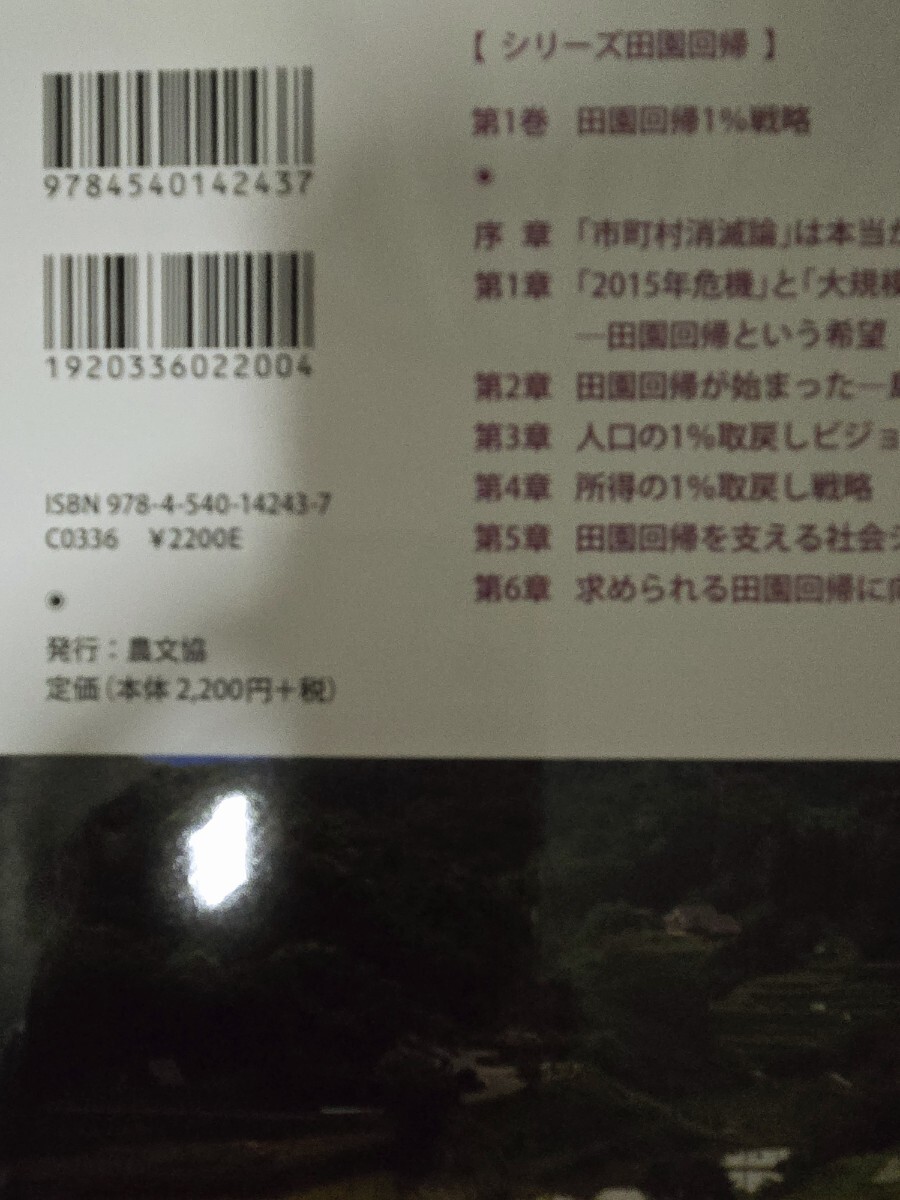 9784540142437
1920336022004
ISBN 978-4-540-14243-7
C0336 ¥2200E
発行：農文協
定価（本体 2,200円＋税）
【 シリーズ田園回帰 】
第1巻 田園回帰1％戦略
序 章 「市町村消滅論」は本当か
第1章 「2015年危機」と「大規模
―田園回帰という希望
第2章 田園回帰が始まった―島
第3章 人口の1％取戻しビジョ
第4章 所得の1％取戻し戦略
第5章 田園回帰を支える社会シ
第6章 求められる田園回帰に向